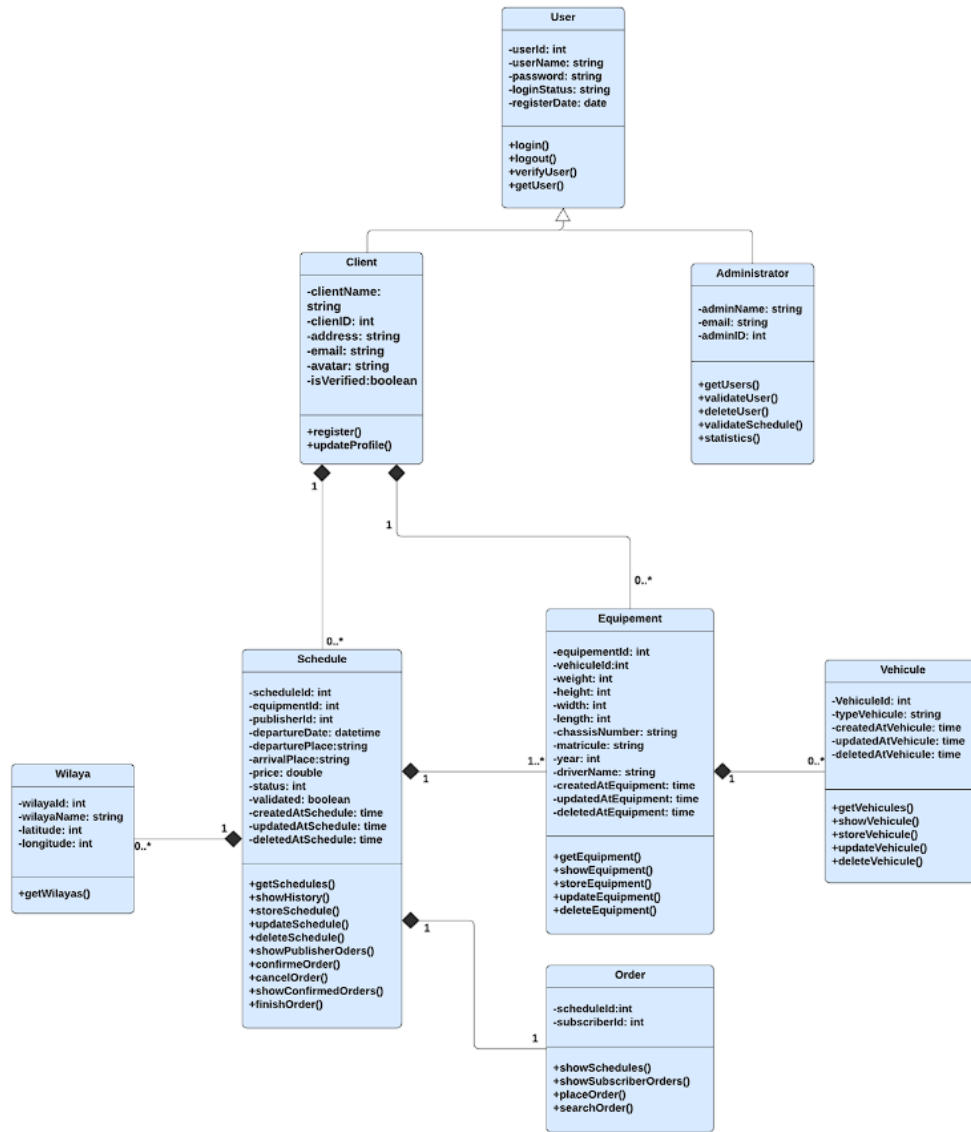 User
-userId: int
-userName: string
-password: string
-loginStatus: string
-registerDate: date
+login()
+logout()
+verifyUser()
+getUser()
Client
-clientName:
string
-clienID: int
-address: string
-email: string
-avatar: string
-isVerified:boolean
+register()
+updateProfile()
Administrator
-adminName: string
-email: string
-adminID: int
+getUsers()
+validateUser()
+deleteUser()
+validateSchedule()
+statistics()
1
1
0..*
0..*
Schedule
-scheduleId: int
-equipmentId: int
-publisherId: int
-departureDate: datetime
-departurePlace:string
-arrivalPlace:string
-price: double
-status: int
-validated: boolean
-createdAtSchedule: time
-updatedAtSchedule: time
-deletedAtSchedule: time
+getSchedules()
+showHistory()
+storeSchedule()
+updateSchedule()
+deleteSchedule()
+showPublisherOders()
+confirmeOrder()
+cancelOrder()
+showConfirmedOrders()
+finishOrder()
Equipement
-equipementId: int
-vehiculeId:int
-weight: int
-height: int
-width: int
-length: int
-chassisNumber: string
-matricule: string
-year: int
-driverName: string
-createdAtEquipment: time
-updatedAtEquipment: time
-deletedAtEquipment: time
+getEquipment()
+showEquipment()
+storeEquipment()
+updateEquipment()
+deleteEquipment()
Vehicule
-VehiculeId: int
-typeVehicule: string
-createdAtVehicule: time
-updatedAtVehicule: time
-deletedAtVehicule: time
+getVehicules()
+showVehicule()
+storeVehicule()
+updateVehicule()
+deleteVehicule()
Wilaya
-wilayaId: int
-wilayaName: string
-latitude: int
-longitude: int
+getWilayas()
1
1..*
1
0..*
1
0..*
1
1
Order
-scheduleId:int
-subscriberId: int
+showSchedules()
+showSubscriberOrders()
+placeOrder()
+searchOrder()